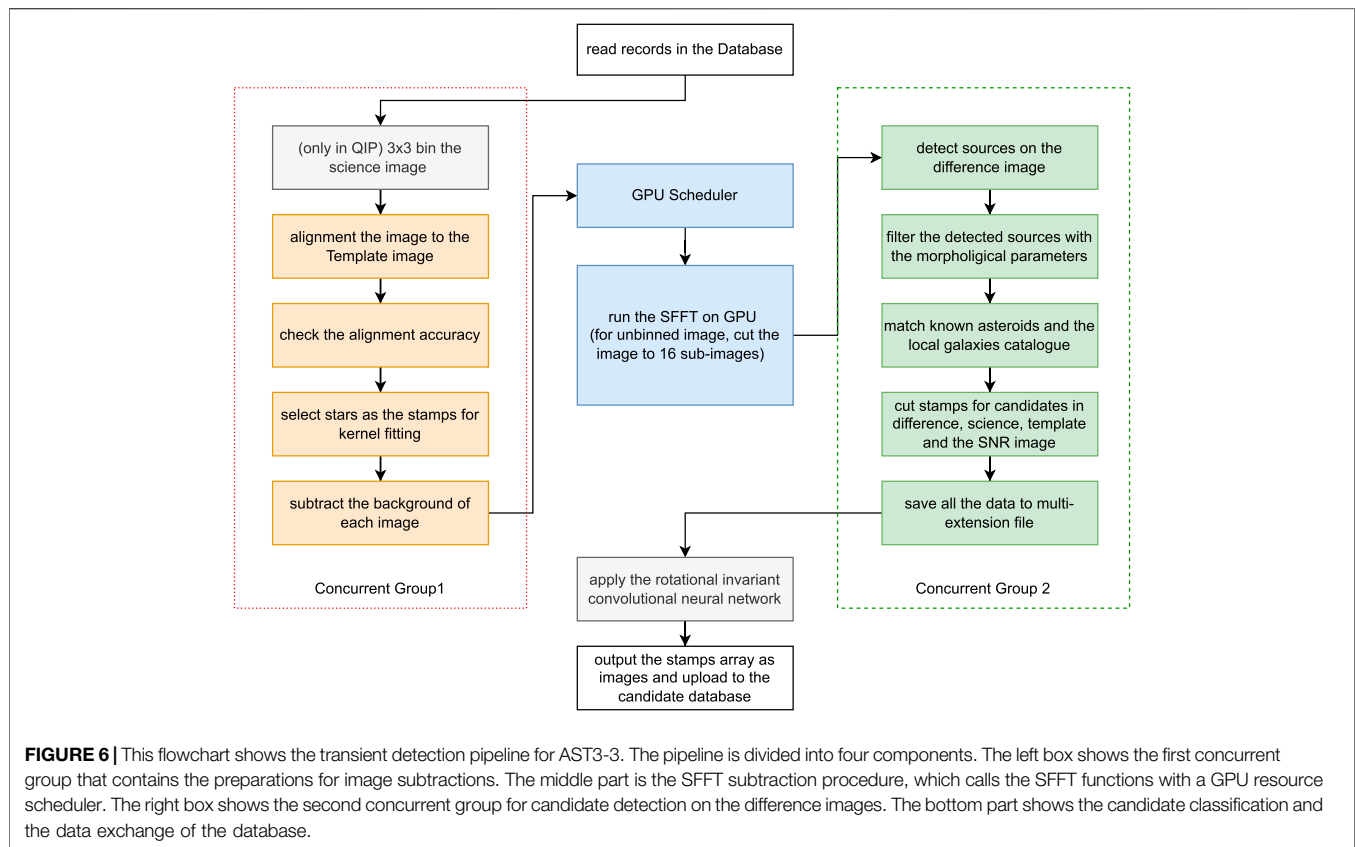 read records in the Database
(only in QIP) 3x3 bin the
science image
alignment the image to the
Template image
check the alignment accuracy
select stars as the stamps for
kernel fitting
subtract the background of
each image
Concurrent Group1
GPU Scheduler
run the SFFT on GPU
(for unbinned image, cut the
image to 16 sub-images)
detect sources on the
difference image
filter the detected sources with
the morpholigical parameters
match known asteroids and the
local galaxies catalogue
cut stamps for candidates in
difference, science, template
and the SNR image
save all the data to multi-
extension file
Concurrent Group 2
apply the rotational invariant
convolutional neural network
output the stamps array as
images and upload to the
candidate database
FIGURE 6 | This flowchart shows the transient detection pipeline for AST3-3. The pipeline is divided into four components. The left box shows the first concurrent
group that contains the preparations for image subtractions. The middle part is the SFFT subtraction procedure, which calls the SFFT functions with a GPU resource
scheduler. The right box shows the second concurrent group for candidate detection on the difference images. The bottom part shows the candidate classification and
the data exchange of the database.